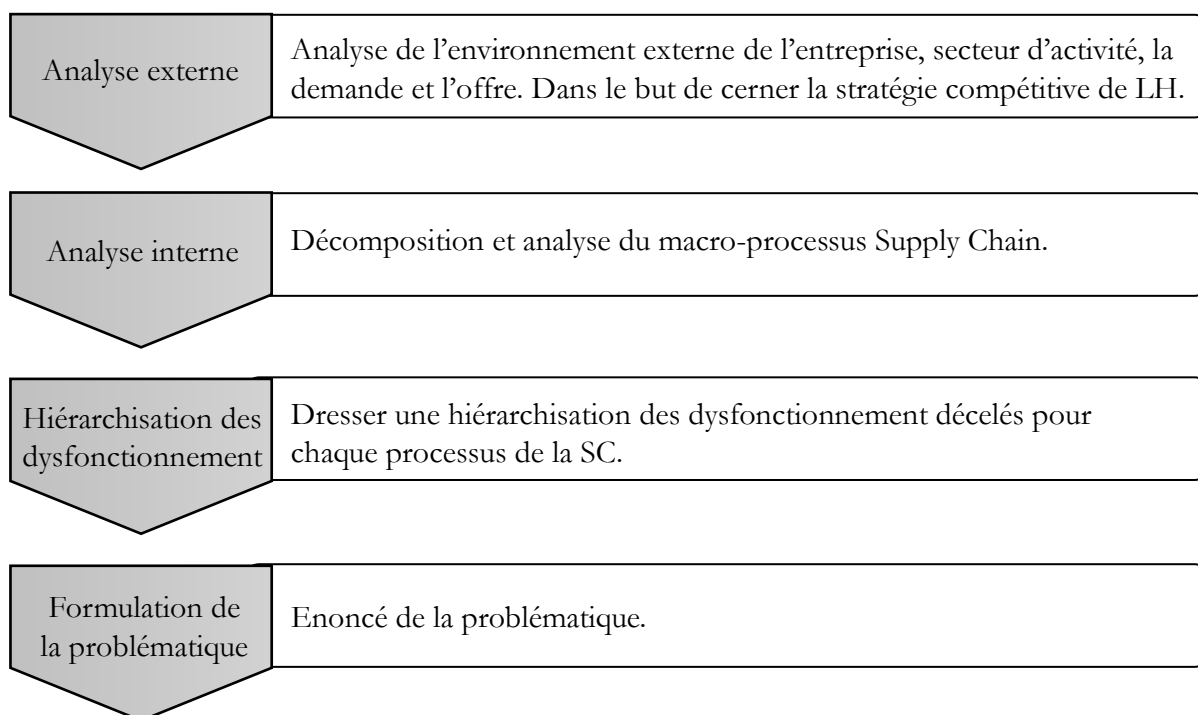 Analyse externe
Analyse de l’environnement externe de l’entreprise, secteur d’activité, la
demande et l’offre. Dans le but de cerner la stratégie compétitive de LH.
Analyse interne
Décomposition et analyse du macro-processus Supply Chain.
Hiérarchisation des
dysfonctionnement
Dresser une hiérarchisation des dysfonctionnement décelés pour
chaque processus de la SC.
Formulation de
la problématique
Enoncé de la problématique.